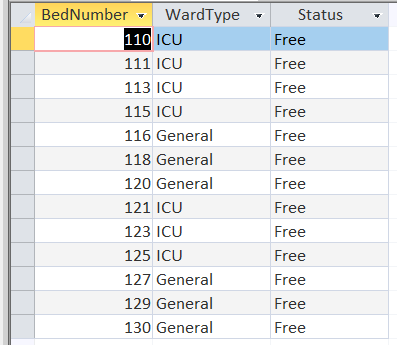 BedNumber WardType Status
110 ICU Free
111 ICU Free
113 ICU Free
115 ICU Free
116 General Free
118 General Free
120 General Free
121 ICU Free
123 ICU Free
125 ICU Free
127 General Free
129 General Free
130 General Free